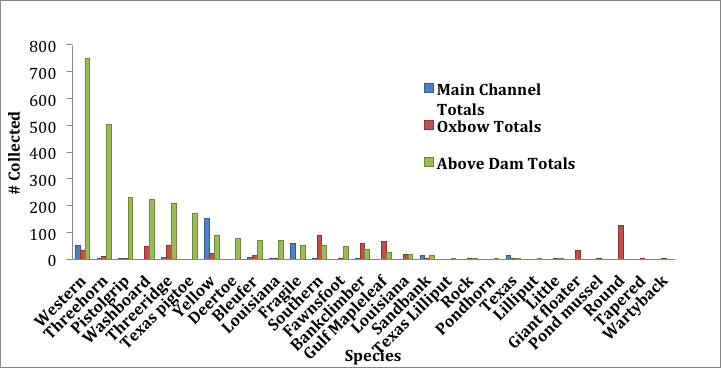 800
700
600
500
400
300
200
100
0
# Collected
Main Channel
Totals
Oxbow Totals
Above Dam Totals
Western
Threehorn
Pistolgrip
Washboard
Threeridge
Texas pigtoe
Yellow
Deertoe
Bleufer
Louisiana
Fragile
Southern
Fawnsfoot
Bankclimber
Gulf Mapleleaf
Louisiana
Sandbank
Texas Lilliput
Rock
Pondhorn
Texas
Lilliput
Little
Giant floater
Pond mussel
Round
Tapered
Wartyback
Species